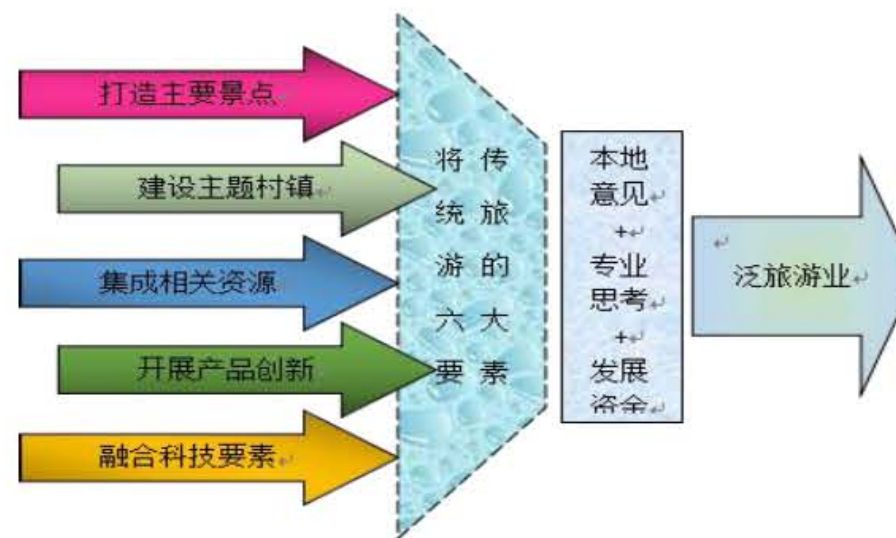 打造主要景点
建设主题村镇
集成相关资源
开展产品创新
融合科技要素
将传
统旅
游的
六大
要素
本地
意见
+
专业
思考
+
发展
资金
泛旅游业